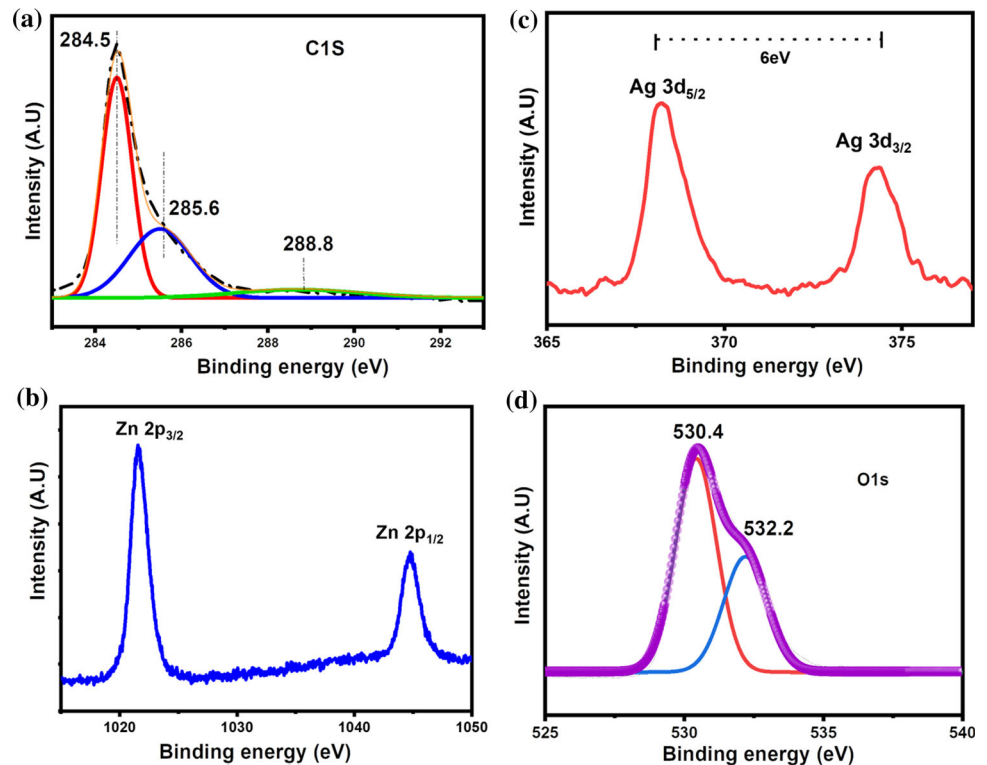 (a)
284.5
C1S
285.6
288.8
Intensity (A.U)
284 286 288 290 292
Binding energy (eV)
(c)
6eV
Ag 3d5/2
Ag 3d3/2
Intensity (A.U)
365 370 375
Binding energy (eV)
(b)
Zn 2p3/2
Zn 2p1/2
Intensity (A.U)
1020 1030 1040 1050
Binding energy (eV)
(d)
530.4
O1s
532.2
Intensity (A.U)
525 530 535 540
Binding energy (eV)